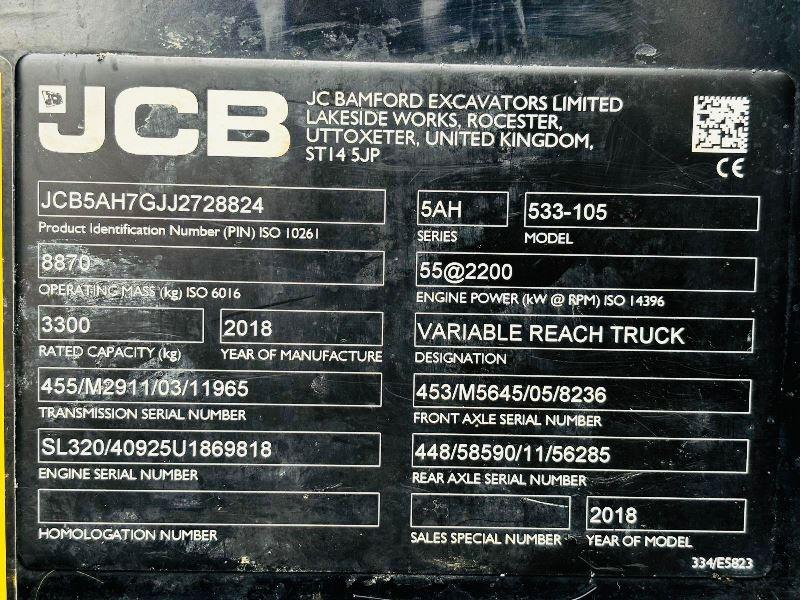 JCB
JC BAMFORD EXCAVATORS LIMITED
LAKESIDE WORKS, ROCESTER,
UTTOXETER, UNITED KINGDOM,
ST14 5JP
CE
JCB5AH7GJJ2728824
Product Identification Number (PIN) ISO 10261
5AH
SERIES
533-105
MODEL
8870
OPERATING MASS (kg) ISO 6016
55@2200
ENGINE POWER (kW @ RPM) ISO 14396
3300
RATED CAPACITY (kg)
2018
YEAR OF MANUFACTURE
VARIABLE REACH TRUCK
DESIGNATION
455/M2911/03/11965
TRANSMISSION SERIAL NUMBER
453/M5645/05/8236
FRONT AXLE SERIAL NUMBER
SL320/40925U1869818
ENGINE SERIAL NUMBER
448/58590/11/56285
REAR AXLE SERIAL NUMBER
HOMOLOGATION NUMBER
SALES SPECIAL NUMBER
2018
YEAR OF MODEL
334/E5823